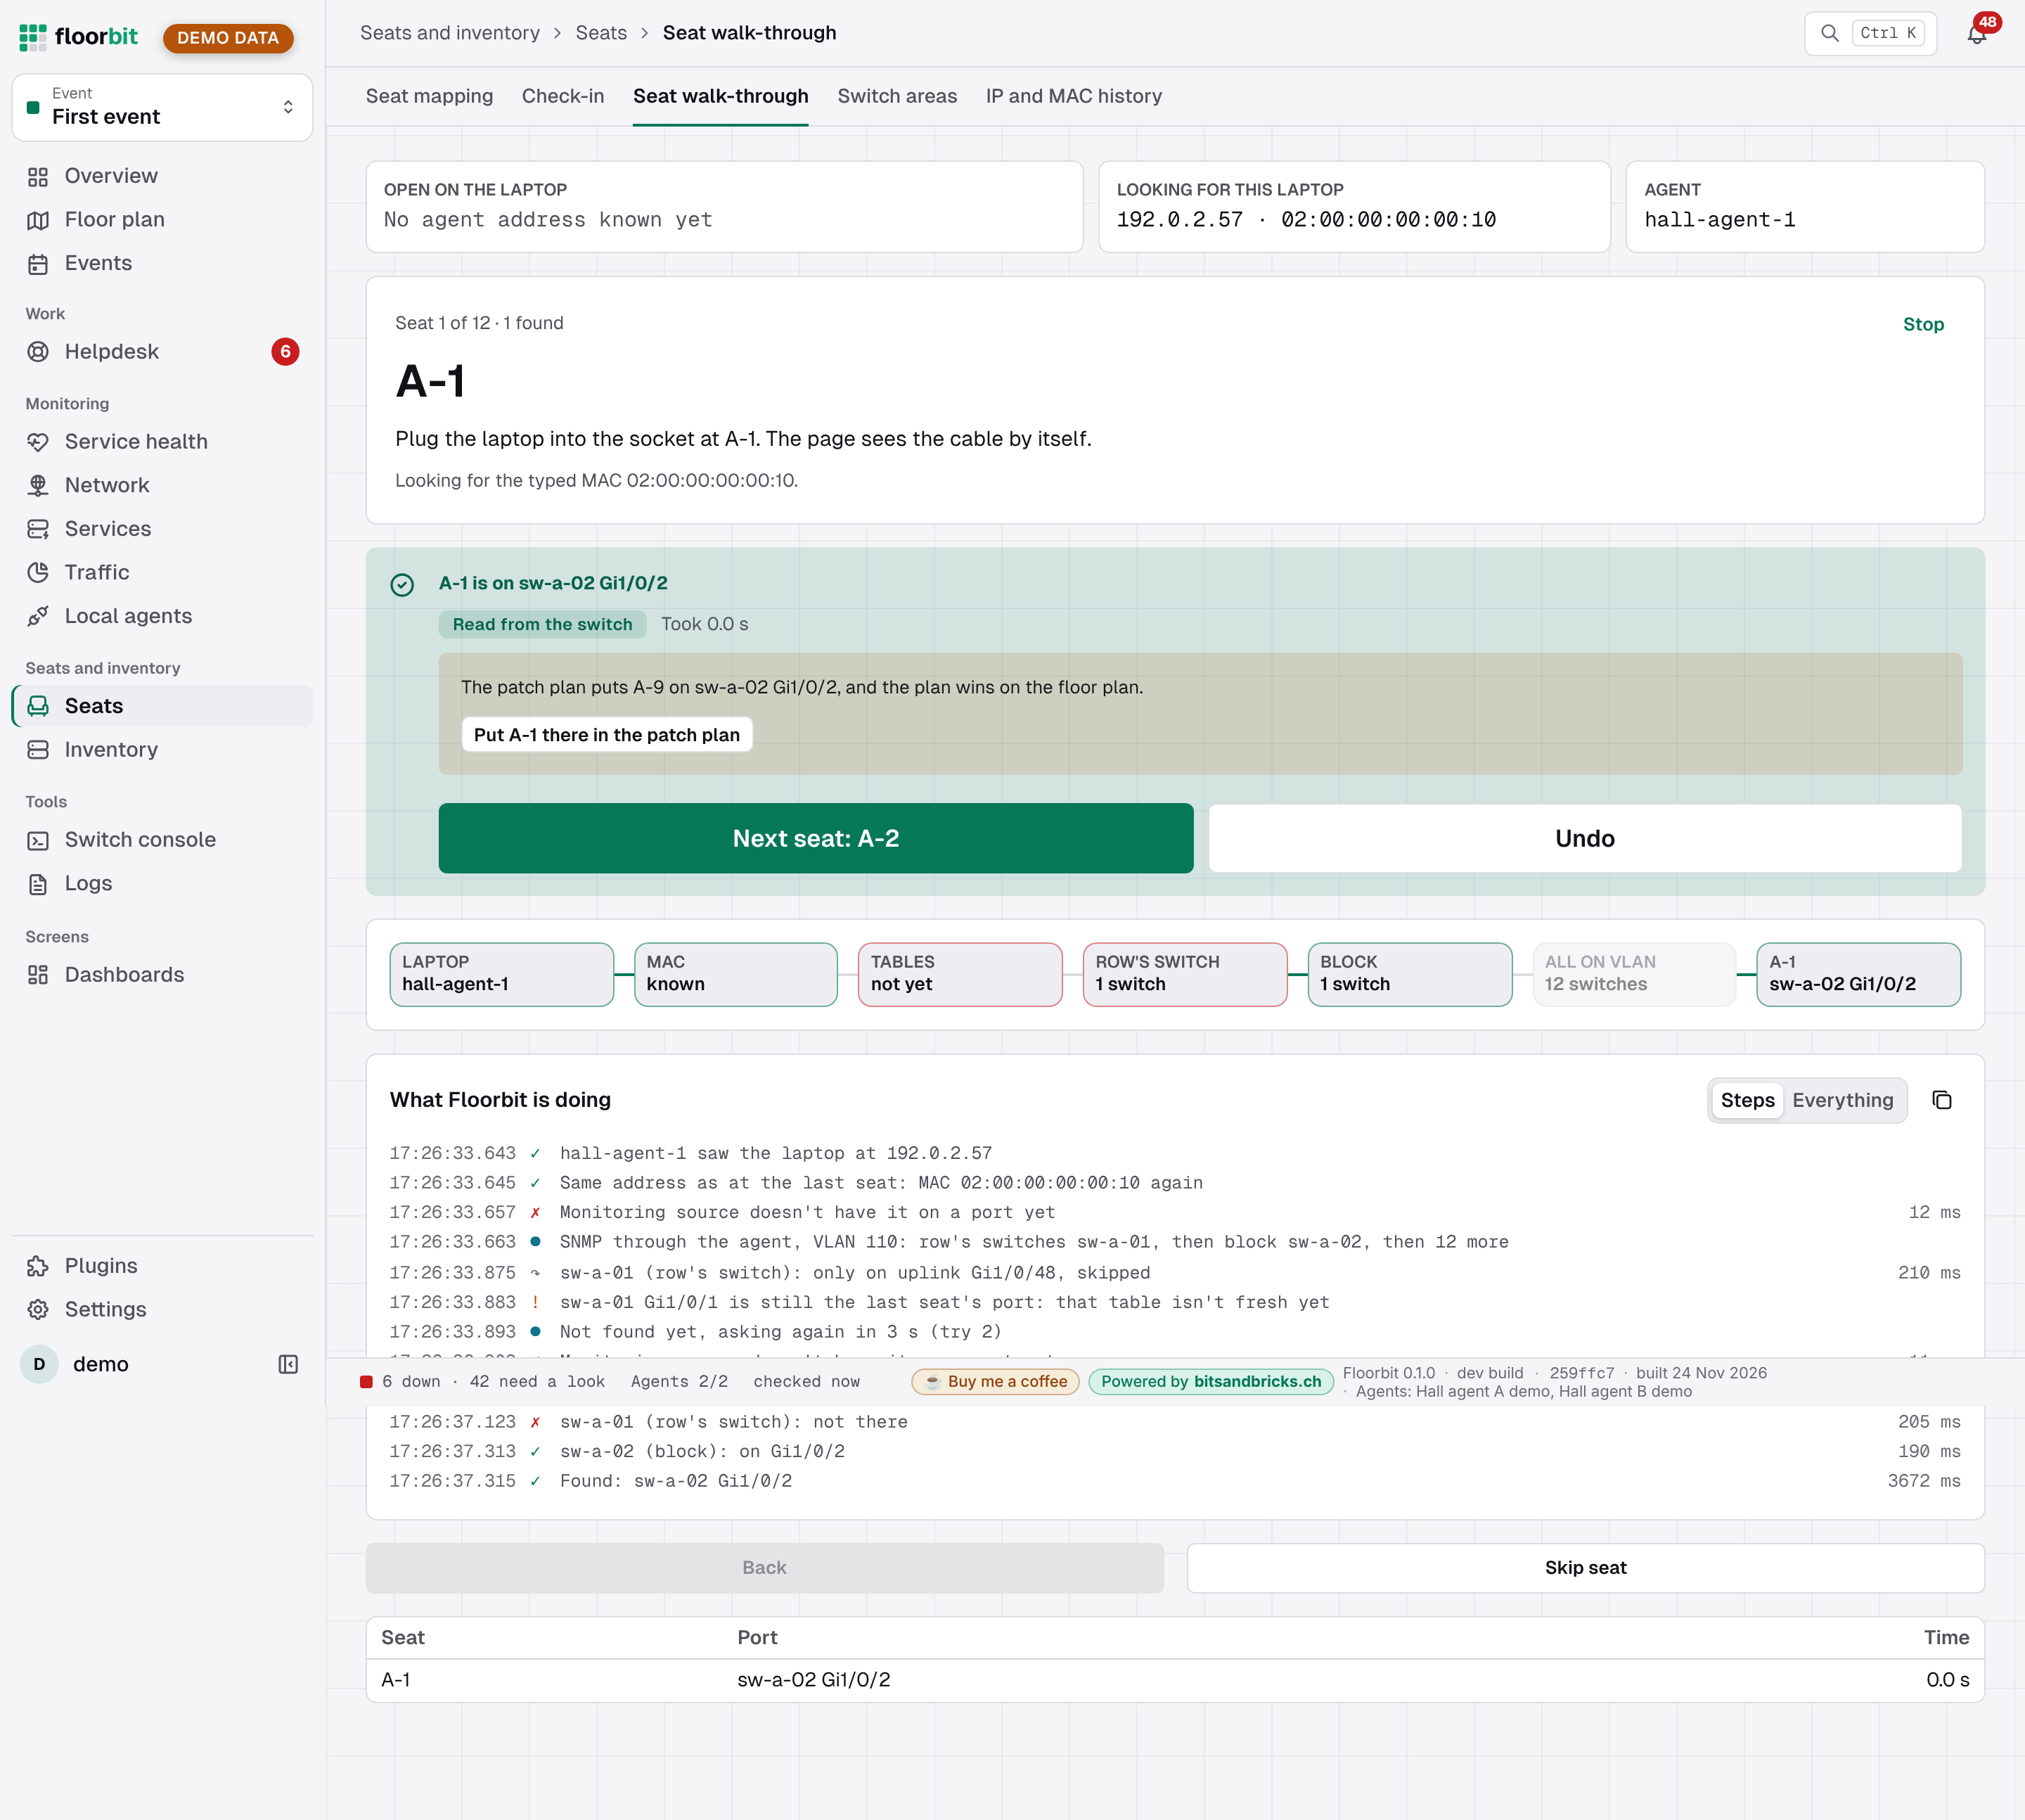 floorbit
DEMO DATA
Event
First event
Overview
Floor plan
Events
Work
Helpdesk
6
Monitoring
Service health
Network
Services
Traffic
Local agents
Seats and inventory
Seats
Inventory
Tools
Switch console
Logs
Screens
Dashboards
Plugins
Settings
D
demo
Seats and inventory > Seats > Seat walk-through
Ctrl K
48
Seat mapping
Check-in
Seat walk-through
Switch areas
IP and MAC history
OPEN ON THE LAPTOP
No agent address known yet
LOOKING FOR THIS LAPTOP
192.0.2.57 · 02:00:00:00:00:10
AGENT
hall-agent-1
Seat 1 of 12 · 1 found
Stop
A-1
Plug the laptop into the socket at A-1. The page sees the cable by itself.
Looking for the typed MAC 02:00:00:00:00:10.
A-1 is on sw-a-02 Gi1/0/2
Read from the switch
Took 0.0 s
The patch plan puts A-9 on sw-a-02 Gi1/0/2, and the plan wins on the floor plan.
Put A-1 there in the patch plan
Next seat: A-2
Undo
LAPTOP
hall-agent-1
MAC
known
TABLES
not yet
ROW'S SWITCH
1 switch
BLOCK
1 switch
ALL ON VLAN
12 switches
A-1
sw-a-02 Gi1/0/2
What Floorbit is doing
Steps
Everything
17:26:33.643 ✓ hall-agent-1 saw the laptop at 192.0.2.57
17:26:33.645 ✓ Same address as at the last seat: MAC 02:00:00:00:00:10 again
17:26:33.657 ✗ Monitoring source doesn't have it on a port yet 12 ms
17:26:33.663 ● SNMP through the agent, VLAN 110: row's switches sw-a-01, then block sw-a-02, then 12 more
17:26:33.875 ↷ sw-a-01 (row's switch): only on uplink Gi1/0/48, skipped 210 ms
17:26:33.883 ! sw-a-01 Gi1/0/1 is still the last seat's port: that table isn't fresh yet
17:26:33.893 ● Not found yet, asking again in 3 s (try 2)
6 down · 42 need a look
Agents 2/2
checked now
☕ Buy me a coffee
Powered by bitsandbricks.ch
Floorbit 0.1.0 · dev build · 259ffc7 · built 24 Nov 2026
· Agents: Hall agent A demo, Hall agent B demo
17:26:37.123 ✗ sw-a-01 (row's switch): not there 205 ms
17:26:37.313 ✓ sw-a-02 (block): on Gi1/0/2 190 ms
17:26:37.315 ✓ Found: sw-a-02 Gi1/0/2 3672 ms
Back
Skip seat
Seat Port Time
A-1 sw-a-02 Gi1/0/2 0.0 s